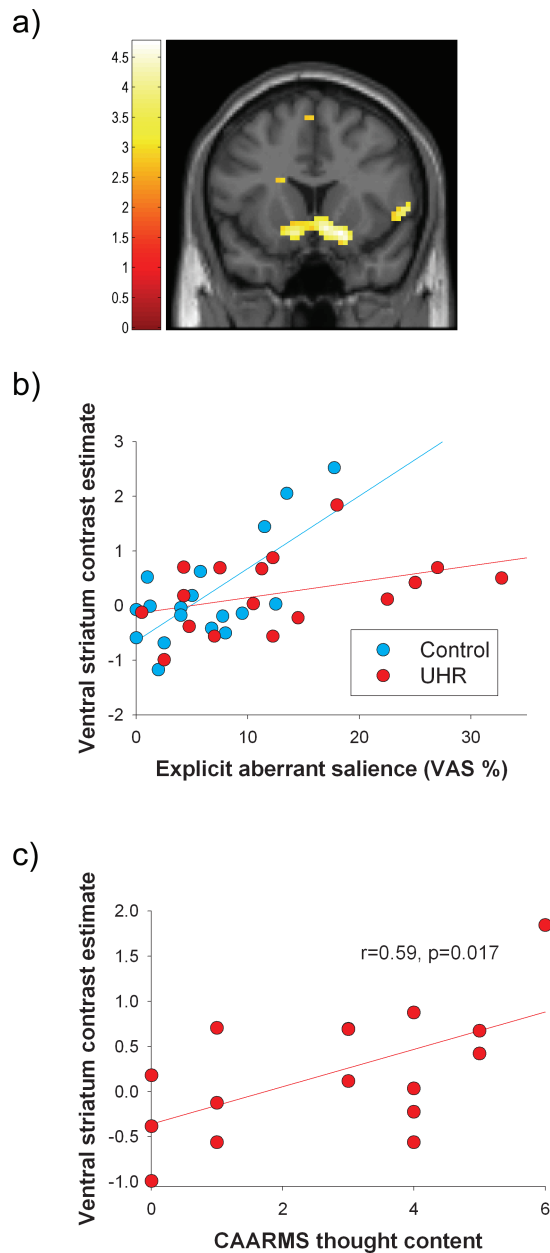 a)
4.5
4
3.5
3
2.5
2
1.5
1
0.5
0
b)
Ventral striatum contrast estimate
3
2
1
0
-1
-2
Control
UHR
0 10 20 30
Explicit aberrant salience (VAS %)
c)
Ventral striatum contrast estimate
2.0
1.5
1.0
0.5
0.0
-0.5
-1.0
r=0.59, p=0.017
0 2 4 6
CAARMS thought content